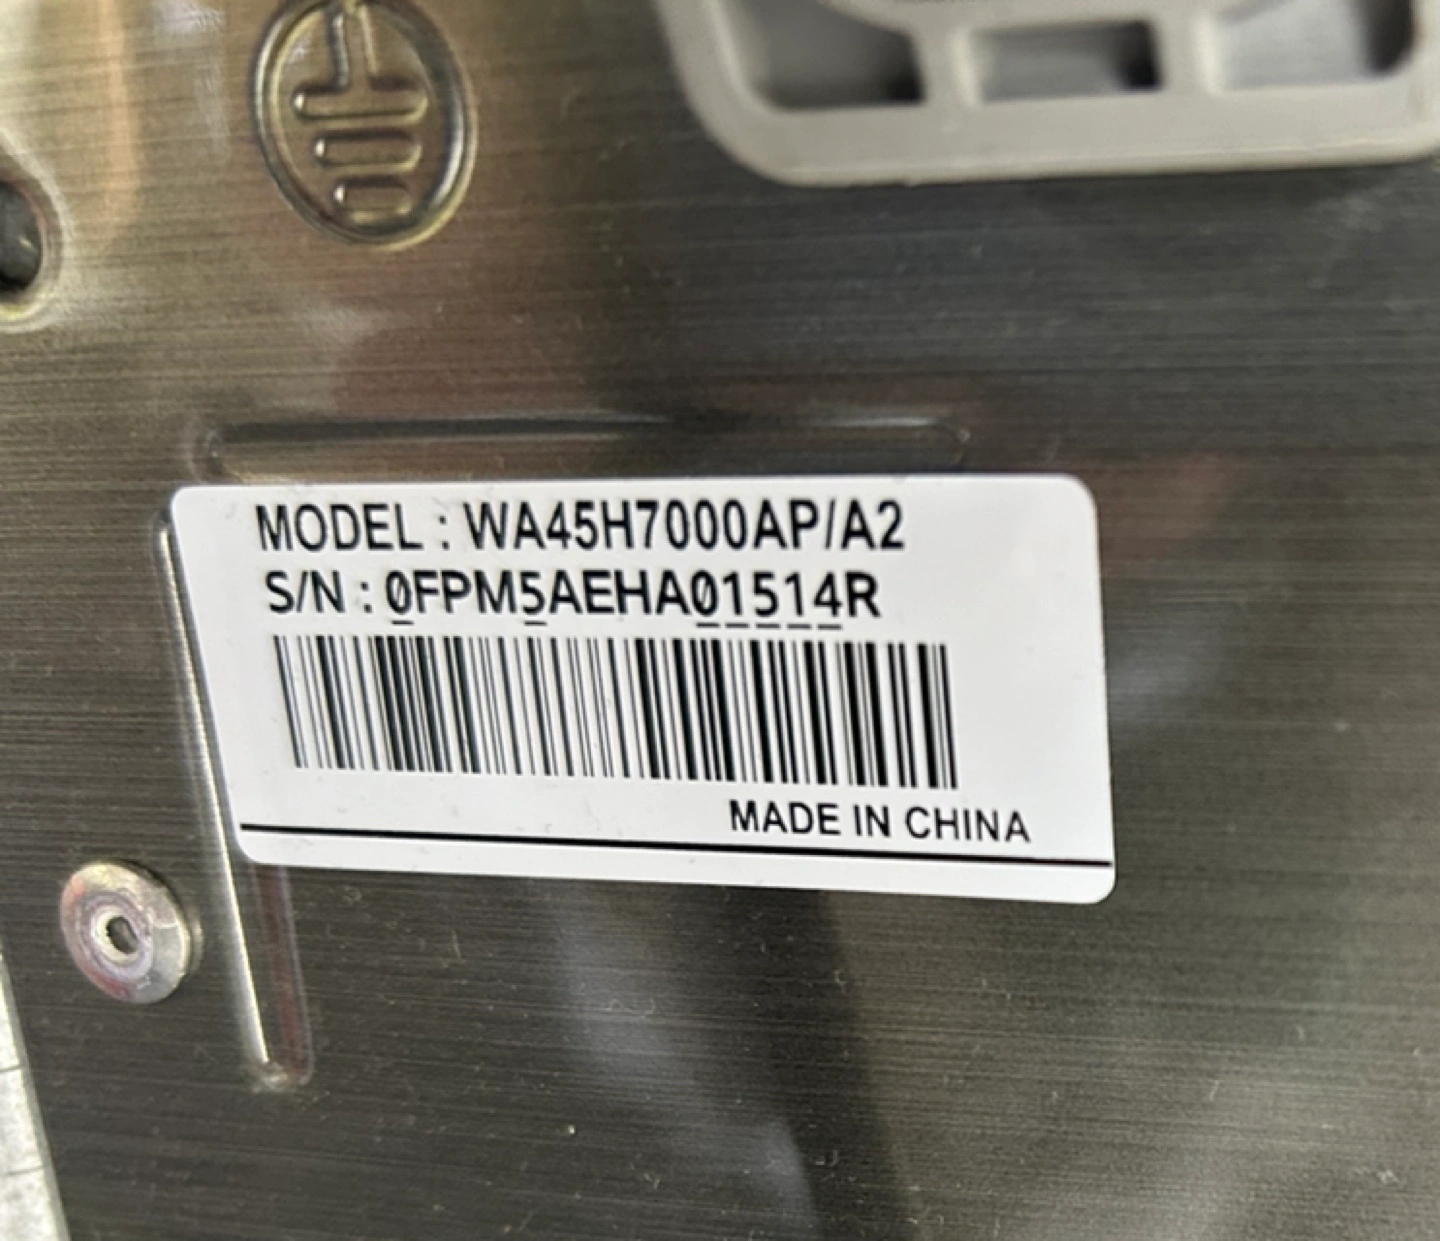 MODEL : WA45H7000AP/A2
S/N : 0FPM5AEHA01514R
MADE IN CHINA